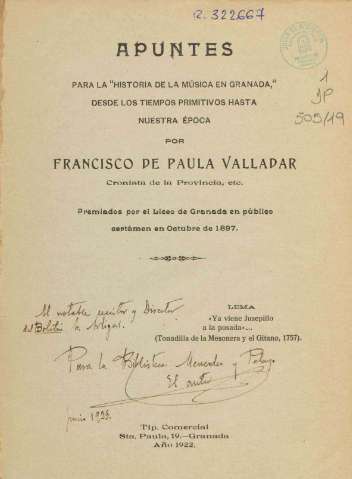 R. 322667
APUNTES
PARA LA "HISTORIA DE LA MÚSICA EN GRANADA,"
DESDE LOS TIEMPOS PRIMITIVOS HASTA
NUESTRA ÉPOCA
POR
FRANCISCO DE PAULA VALLADAR
Cronista de la Provincia, etc.
Premiados por el Liceo de Granada en público
certámen en Octubre de 1897.
1
JP
505/19
Al notable escritor y Director
del Boletín
LEMA
«Ya viene Josepillo
a la posada»...
(Tonadilla de la Mesonera y el Gitano, 1757).
Para la Biblioteca Menendez y Pelayo
El autor
junio 1923.
Tip. Comercial
Sta. Paula, 19.—Granada
Año 1922.